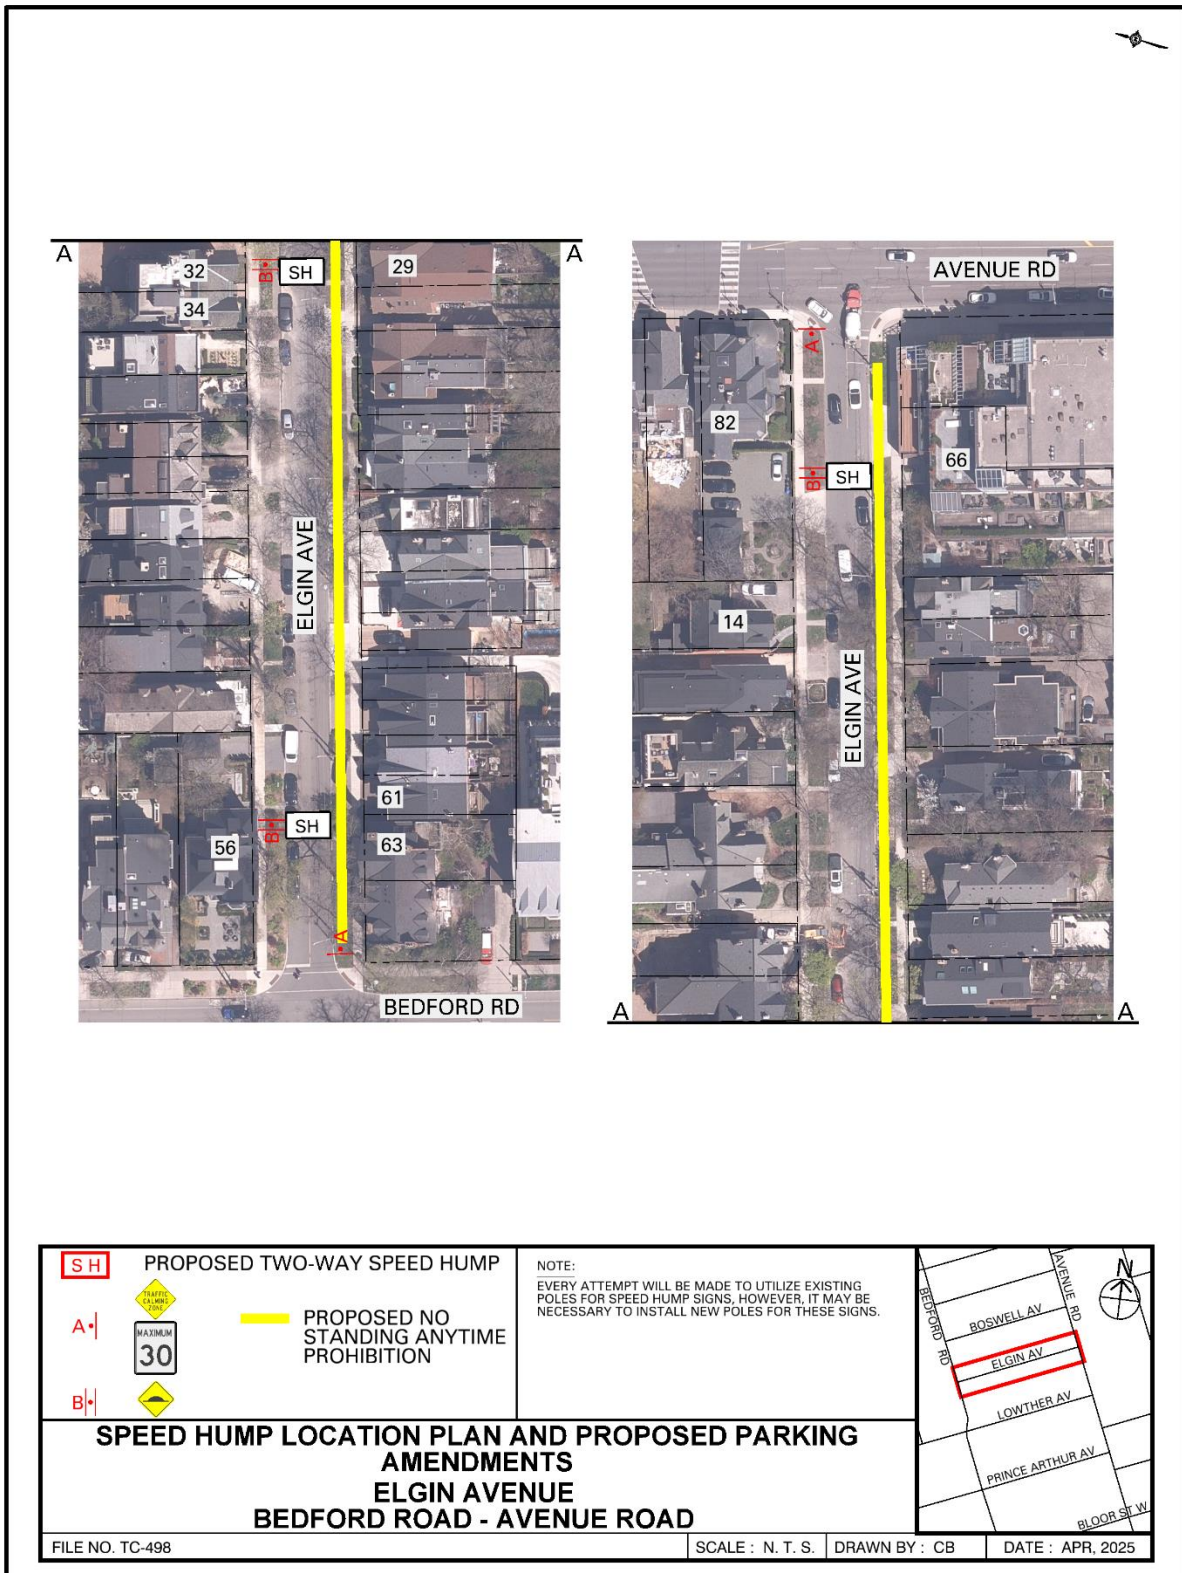 A
A
32
SH
B
29
34
ELGIN AVE
61
B
SH
63
56
A
BEDFORD RD
AVENUE RD
A
82
66
B
SH
14
ELGIN AVE
A
A
SH
PROPOSED TWO-WAY SPEED HUMP
TRAFFIC
CALMING
ZONE
A
MAXIMUM
30
B
PROPOSED NO
STANDING ANYTIME
PROHIBITION
NOTE:
EVERY ATTEMPT WILL BE MADE TO UTILIZE EXISTING
POLES FOR SPEED HUMP SIGNS, HOWEVER, IT MAY BE
NECESSARY TO INSTALL NEW POLES FOR THESE SIGNS.
N
BEDFORD RD
AVENUE RD
BOSWELL AV
ELGIN AV
LOWTHER AV
PRINCE ARTHUR AV
BLOOR ST W
SPEED HUMP LOCATION PLAN AND PROPOSED PARKING
AMENDMENTS
ELGIN AVENUE
BEDFORD ROAD - AVENUE ROAD
FILE NO. TC-498
SCALE : N. T. S.
DRAWN BY : CB
DATE : APR, 2025